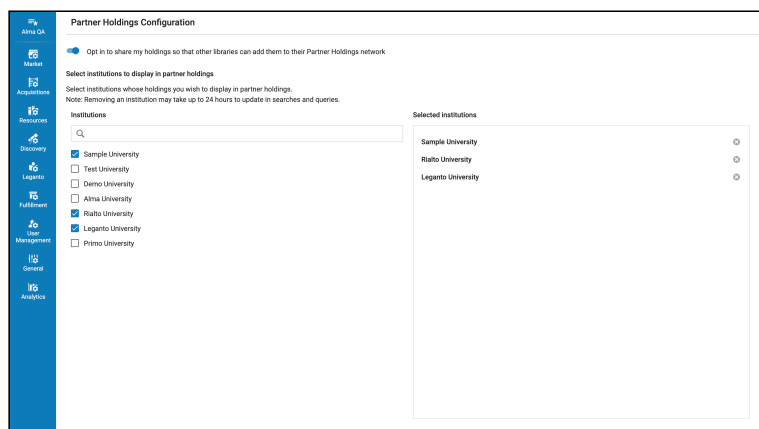 Alma QA
Market
Acquisitions
Resources
Discovery
Leganto
Fulfillment
User
Management
General
Analytics
Partner Holdings Configuration
Opt in to share my holdings so that other libraries can add them to their Partner Holdings network
Select institutions to display in partner holdings
Select institutions whose holdings you wish to display in partner holdings.
Note: Removing an institution may take up to 24 hours to update in searches and queries.
Institutions
Sample University
Test University
Demo University
Alma University
Rialto University
Leganto University
Primo University
Selected institutions
Sample University
Rialto University
Leganto University